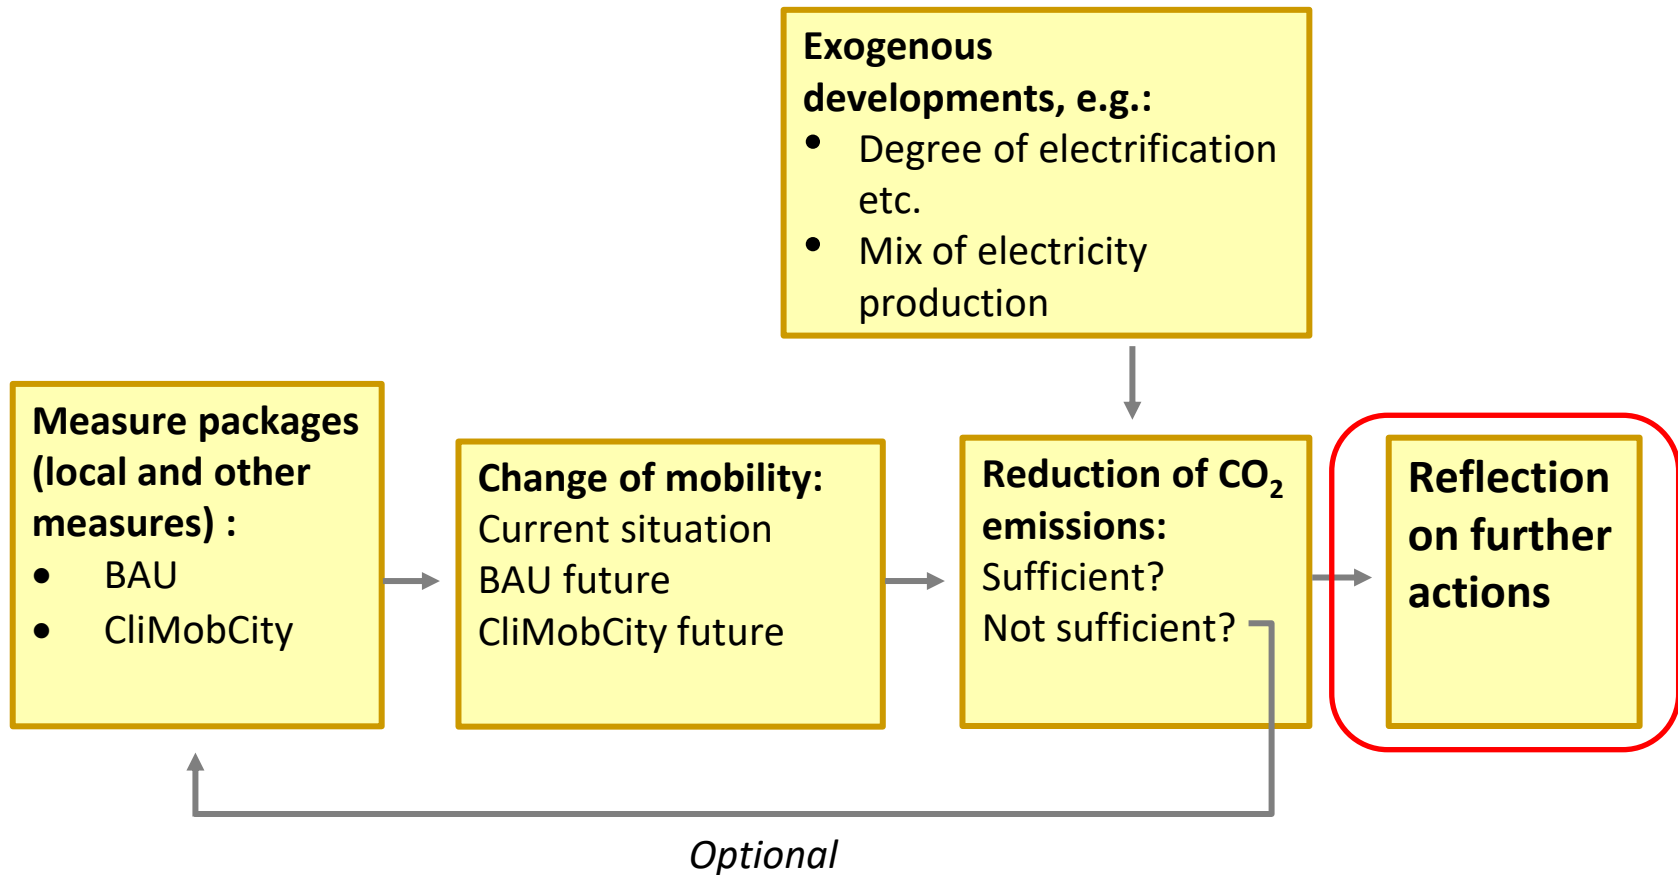 Exogenous
developments, e.g.:
• Degree of electrification
etc.
• Mix of electricity
production
Measure packages
(local and other
measures) :
• BAU
• CliMobCity
Change of mobility:
Current situation
BAU future
CliMobCity future
Reduction of CO₂
emissions:
Sufficient?
Not sufficient?
Reflection
on further
actions
Optional